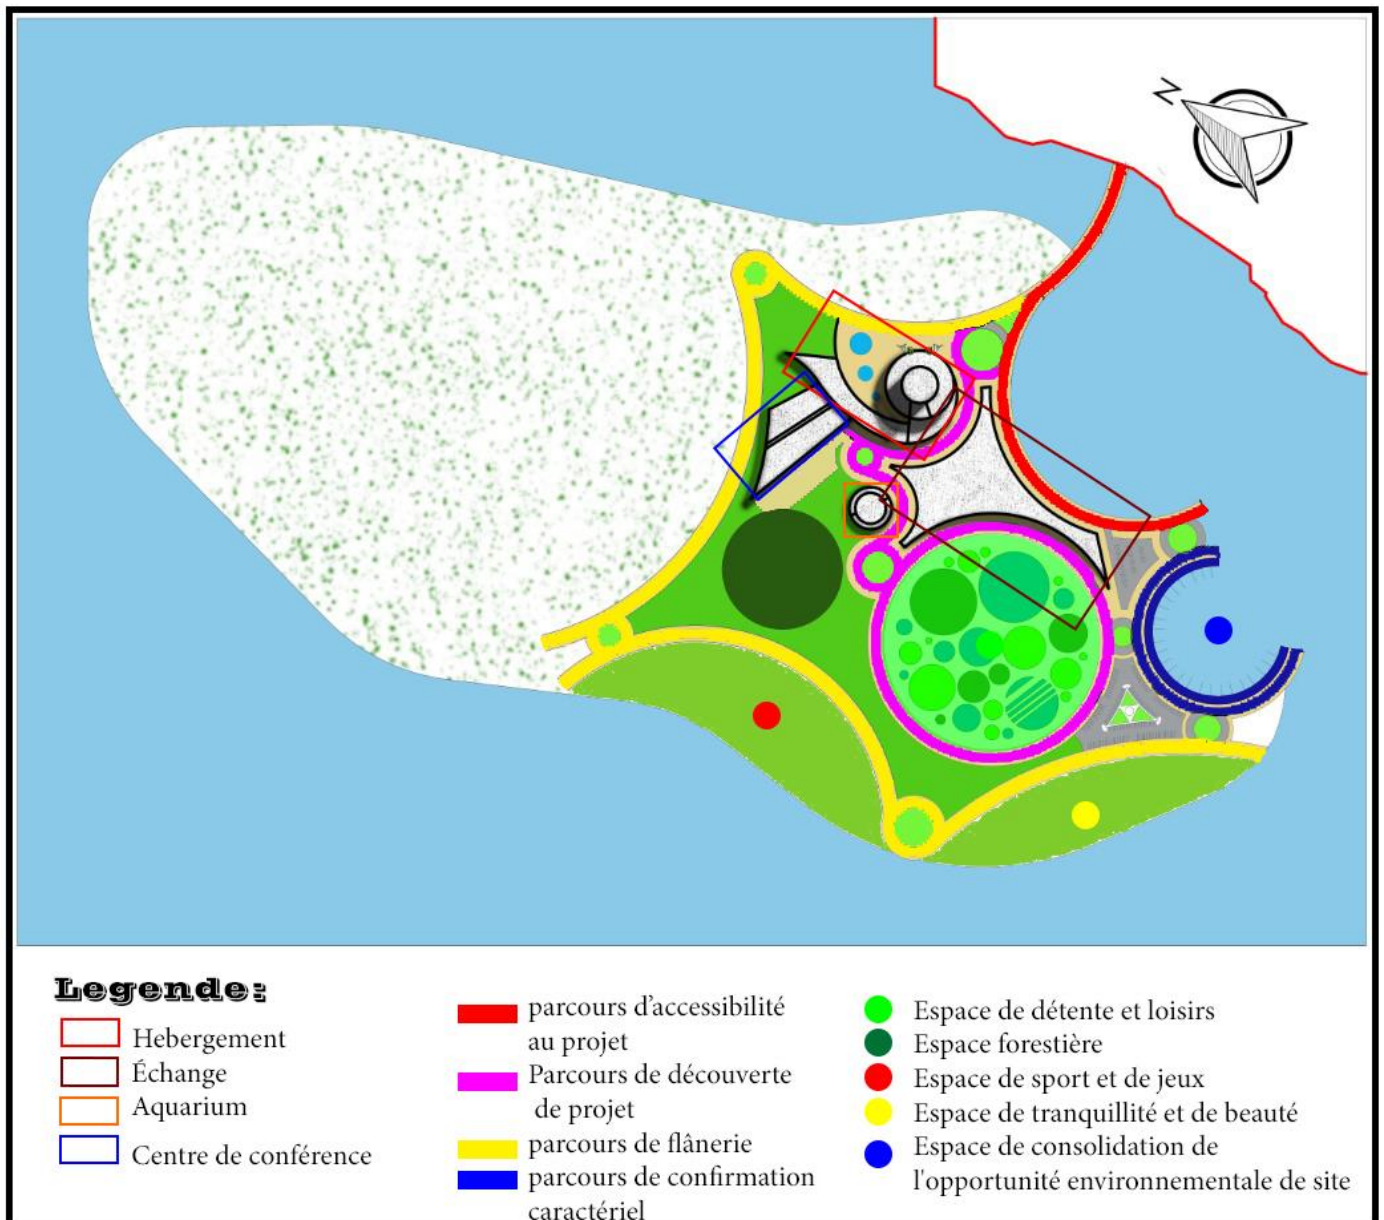 N
Legende:
Hebergement
Échange
Aquarium
Centre de conférence
parcours d'accessibilité
au projet
Parcours de découverte
de projet
parcours de flânerie
parcours de confirmation
caractériel
Espace de détente et loisirs
Espace forestière
Espace de sport et de jeux
Espace de tranquillité et de beauté
Espace de consolidation de
l'opportunité environnementale de site